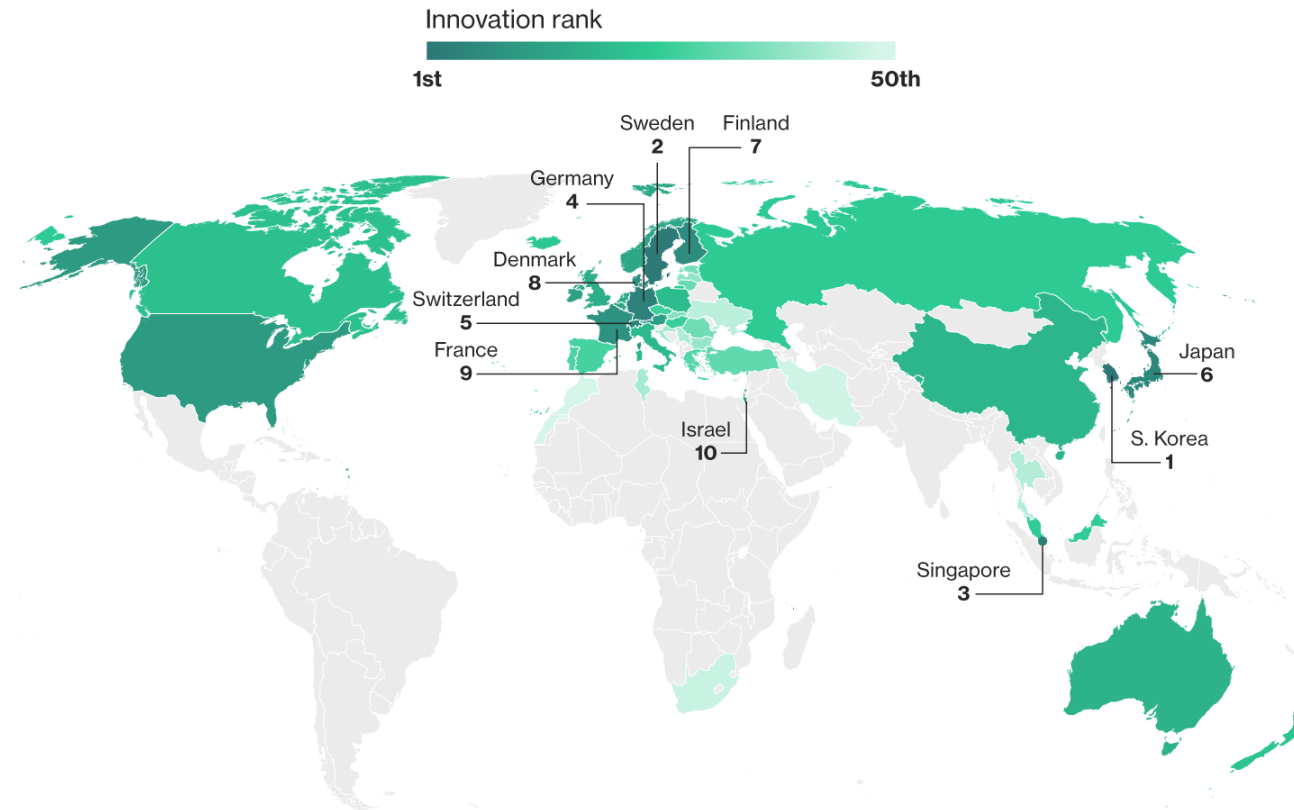 Innovation rank
1st
50th
Sweden
2
Finland
7
Germany
4
Denmark
8
Switzerland
5
France
9
Israel
10
Japan
6
S. Korea
1
Singapore
3